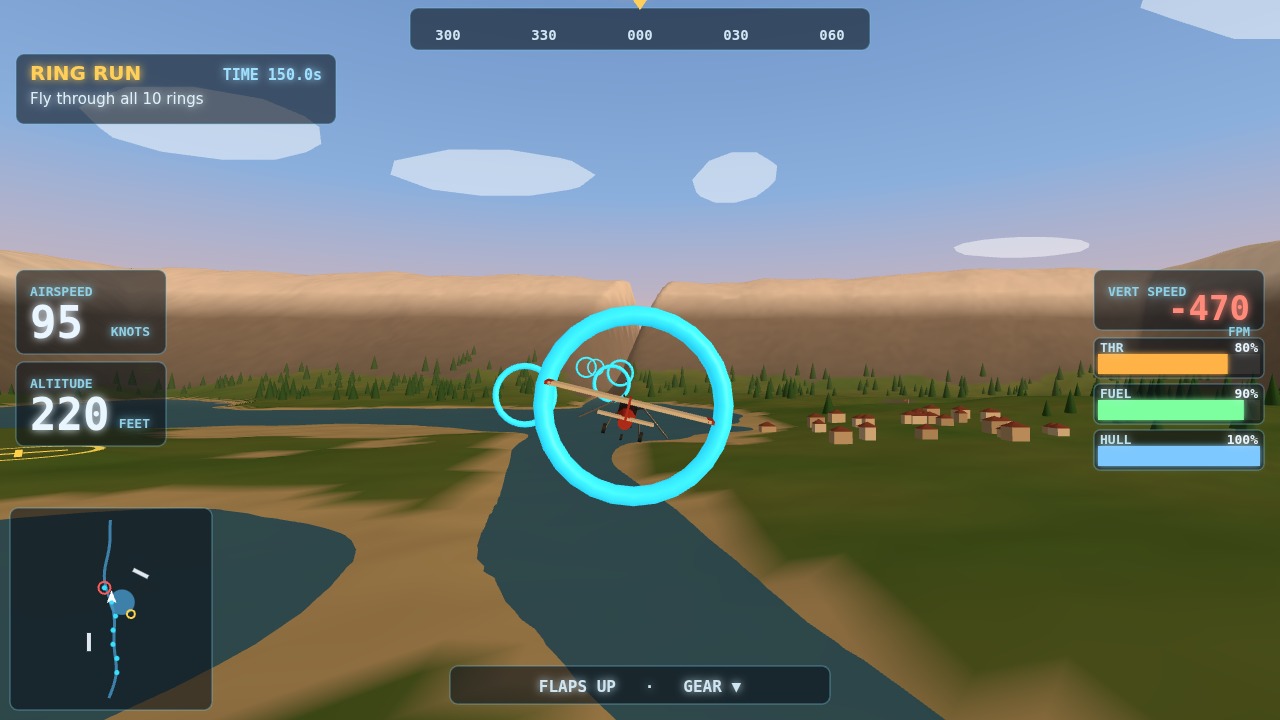 300 330 000 030 060
RING RUN TIME 150.0s
Fly through all 10 rings
AIRSPEED
95 KNOTS
ALTITUDE
220 FEET
VERT SPEED
-470
FPM
THR 80%
FUEL 90%
HULL 100%
FLAPS UP · GEAR ▼